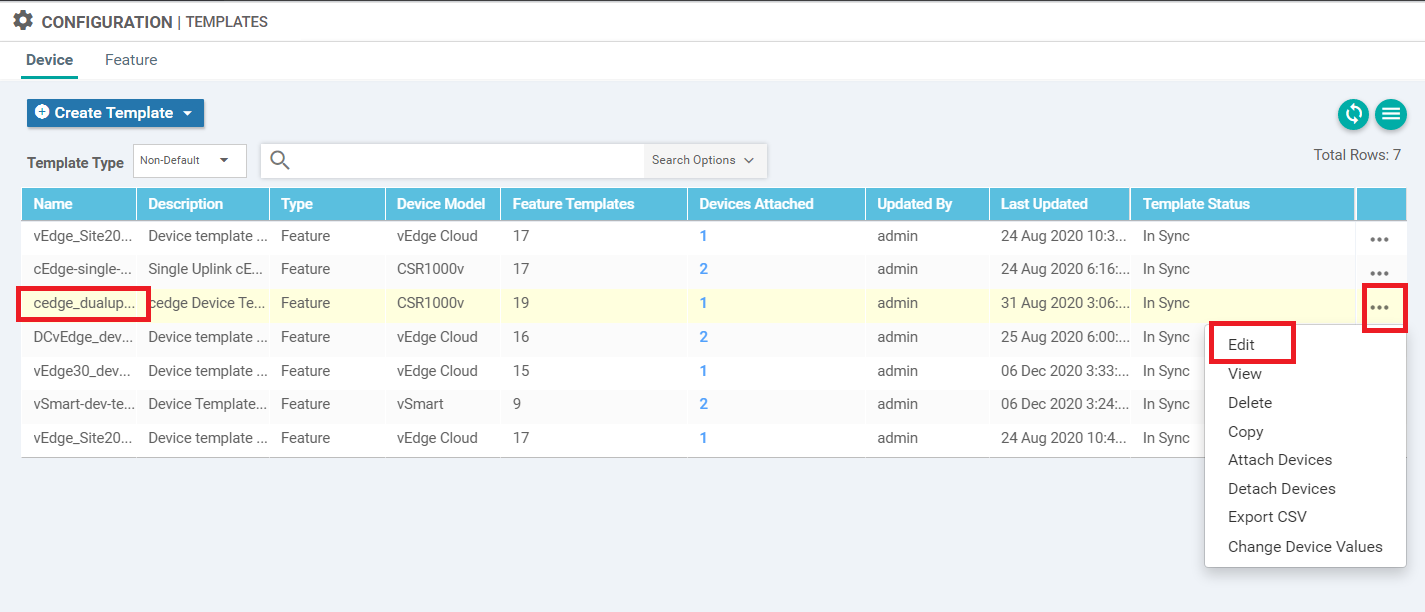 CONFIGURATION | TEMPLATES
Device Feature
Create Template
Template Type Non-Default Search Options Total Rows: 7
Name Description Type Device Model Feature Templates Devices Attached Updated By Last Updated Template Status
vEdge_Site20... Device template ... Feature vEdge Cloud 17 1 admin 24 Aug 2020 10:3... In Sync
cEdge-single-... Single Uplink cE... Feature CSR1000v 17 2 admin 24 Aug 2020 6:16:... In Sync
cedge_dualup... cedge Device Te... Feature CSR1000v 19 1 admin 31 Aug 2020 3:06:... In Sync
DCvEdge_dev... Device template ... Feature vEdge Cloud 16 2 admin 25 Aug 2020 6:00:... In Sync
vEdge30_dev... Device template ... Feature vEdge Cloud 15 1 admin 06 Dec 2020 3:33:... In Sync
vSmart-dev-te... Device Template... Feature vSmart 9 2 admin 06 Dec 2020 3:24:... In Sync
vEdge_Site20... Device template ... Feature vEdge Cloud 17 1 admin 24 Aug 2020 10:4... In Sync
Edit
View
Delete
Copy
Attach Devices
Detach Devices
Export CSV
Change Device Values